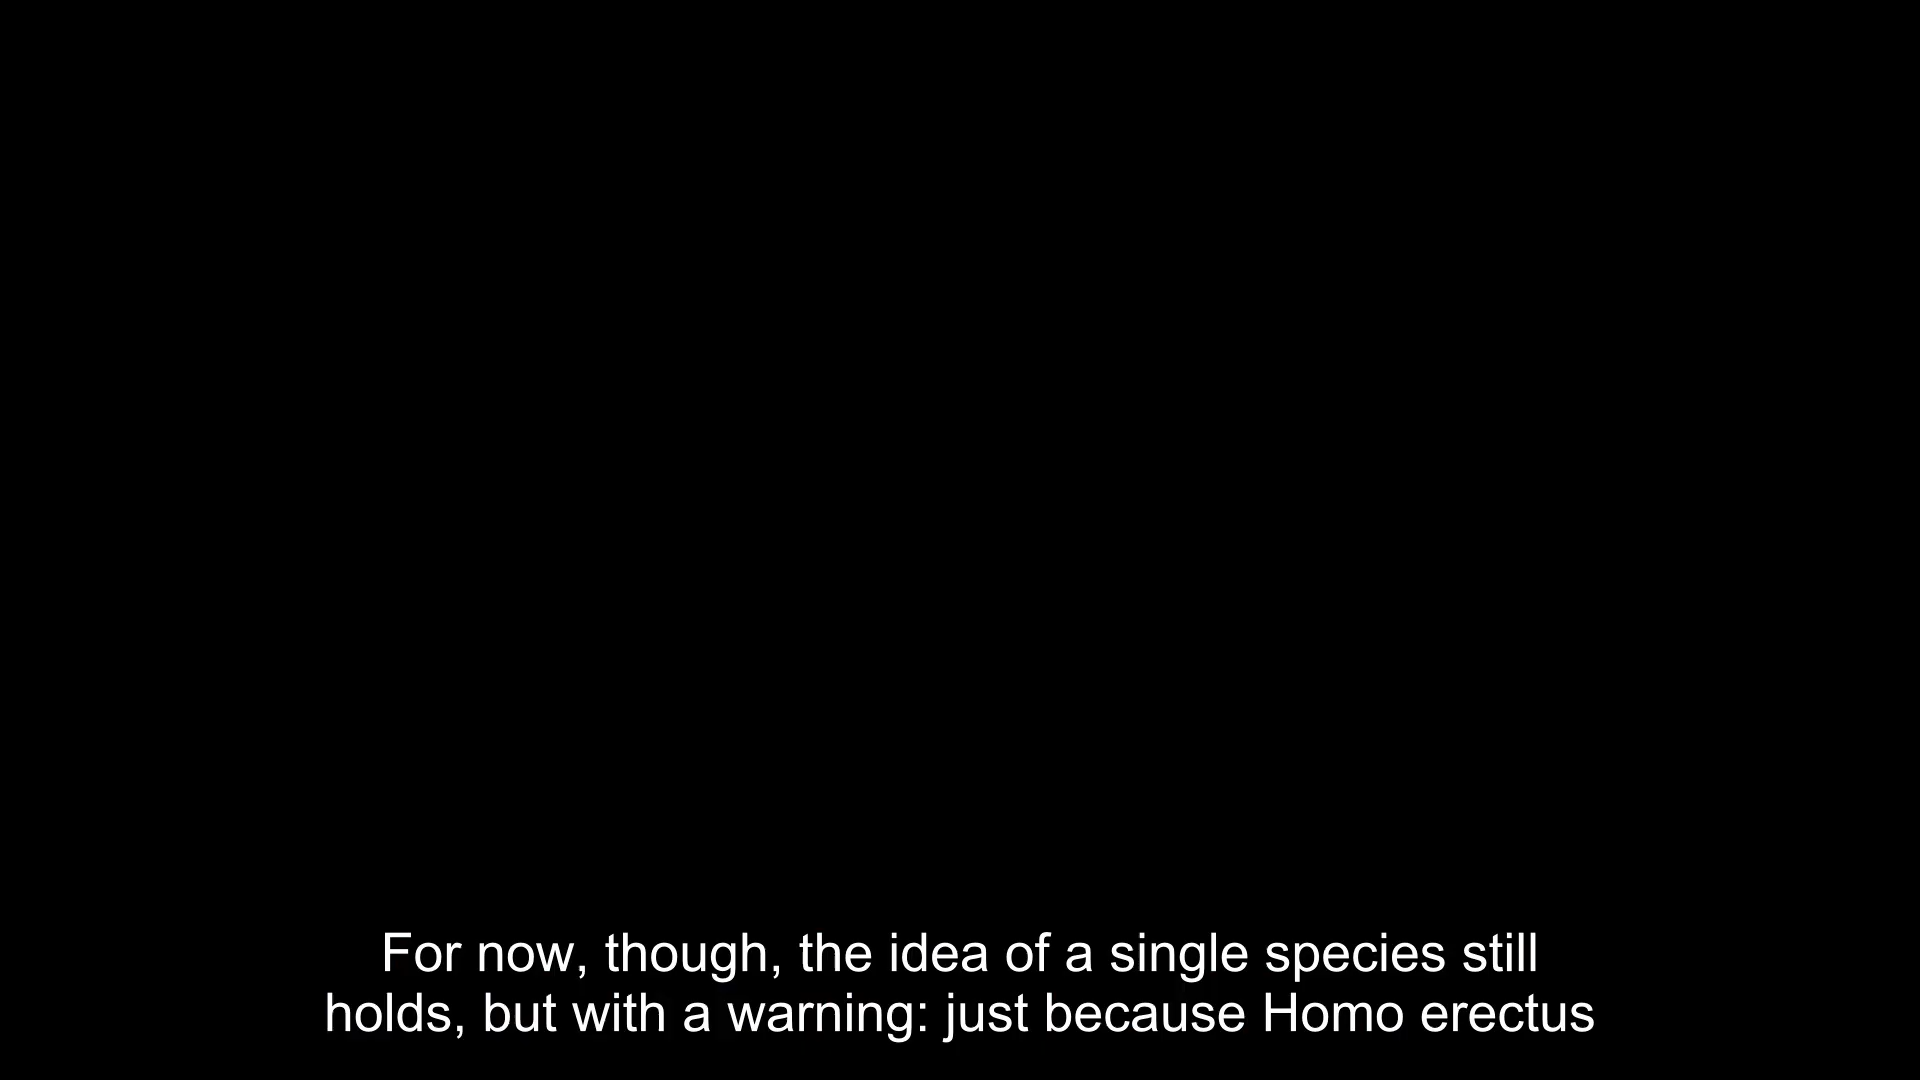 For now, though, the idea of a single species still
holds, but with a warning: just because Homo erectus